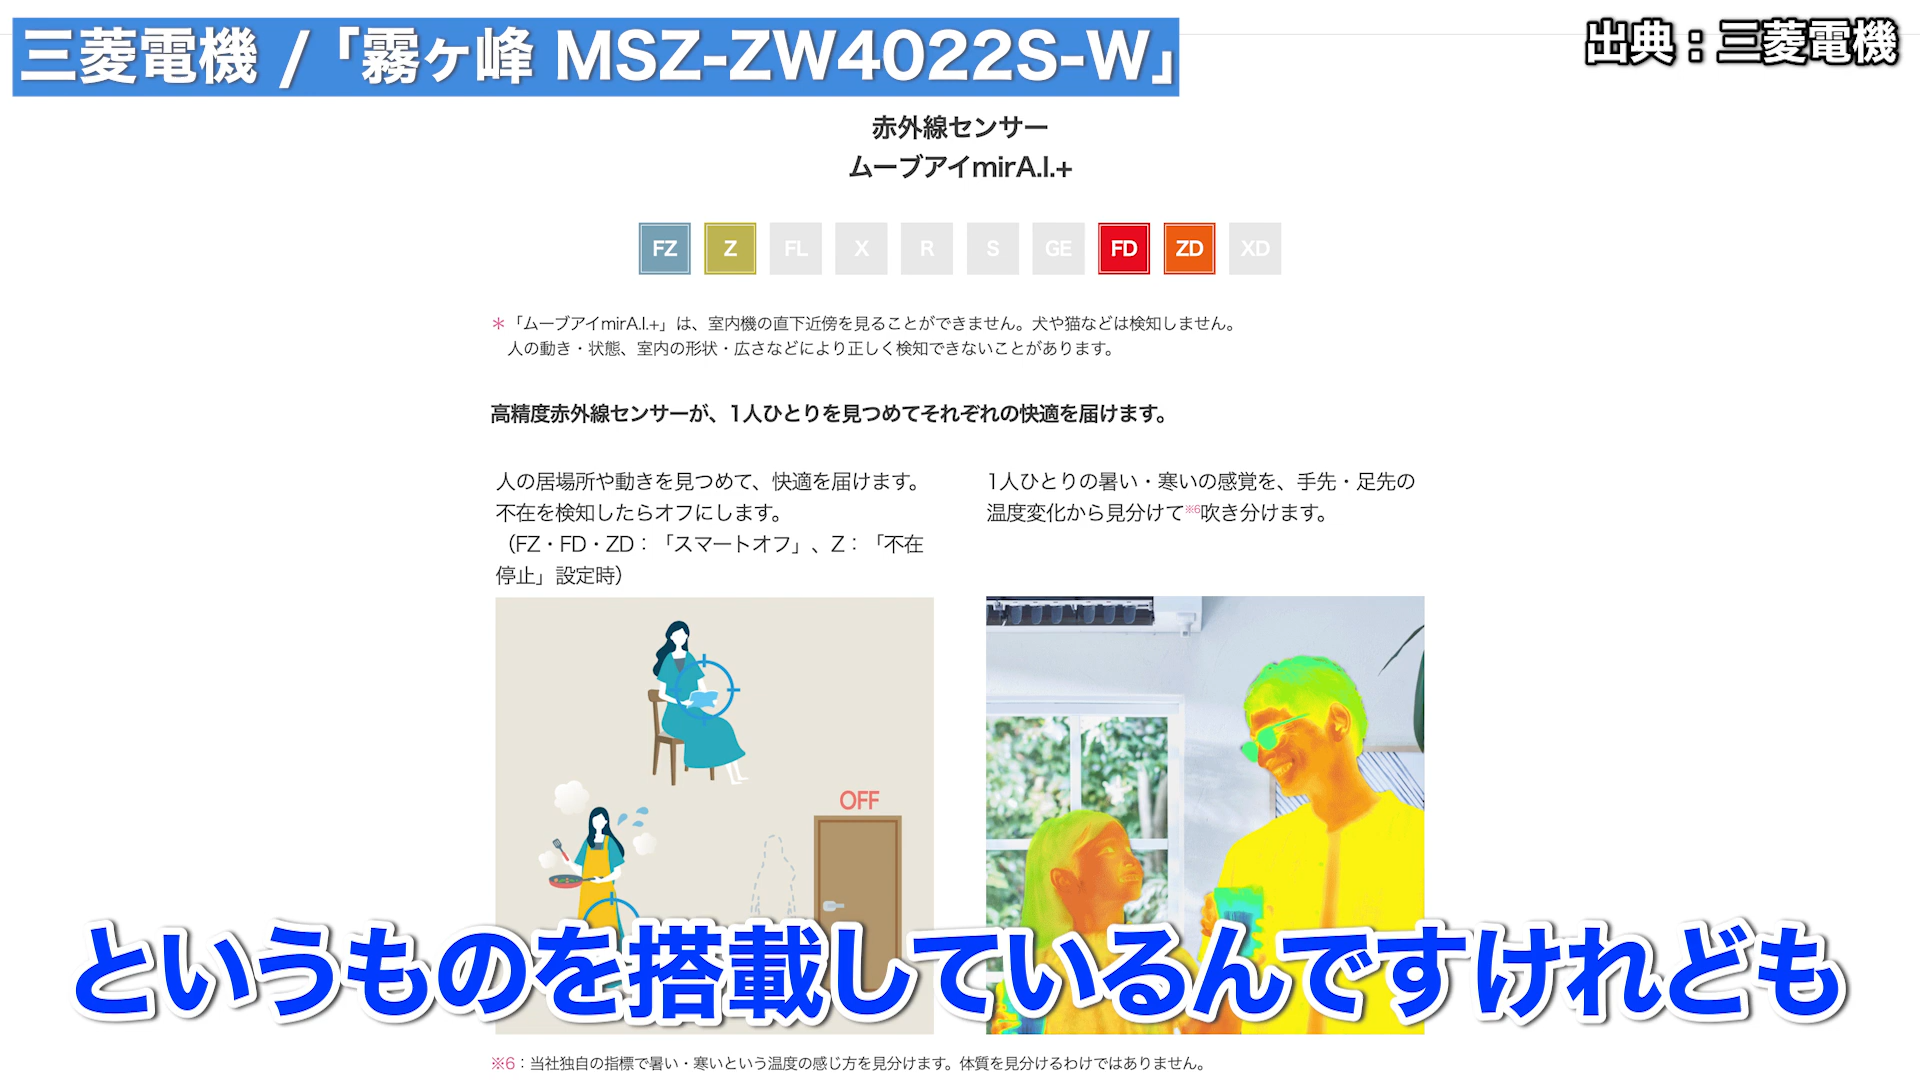 三菱電機 /「霧ヶ峰 MSZ-ZW4022S-W」
出典：三菱電機
赤外線センサー
ムーブアイmirA.I.+
FZ Z FL X R S GE FD ZD XD
＊「ムーブアイmirA.I.+」は、室内機の直下近傍を見ることができません。犬や猫などは検知しません。
人の動き・状態、室内の形状・広さなどにより正しく検知できないことがあります。
高精度赤外線センサーが、1人ひとりを見つめてそれぞれの快適を届けます。
人の居場所や動きを見つめて、快適を届けます。
不在を検知したらオフにします。
（FZ・FD・ZD：「スマートオフ」、Z：「不在
停止」設定時）
1人ひとりの暑い・寒いの感覚を、手先・足先の
温度変化から見分けて※6吹き分けます。
OFF
というものを搭載しているんですけれども
※6：当社独自の指標で暑い・寒いという温度の感じ方を見分けます。体質を見分けるわけではありません。